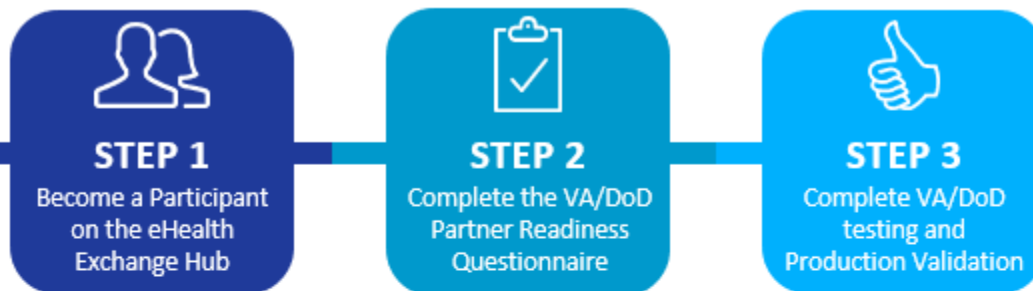 STEP 1
Become a Participant
on the eHealth
Exchange Hub
STEP 2
Complete the VA/DoD
Partner Readiness
Questionnaire
STEP 3
Complete VA/DoD
testing and
Production Validation